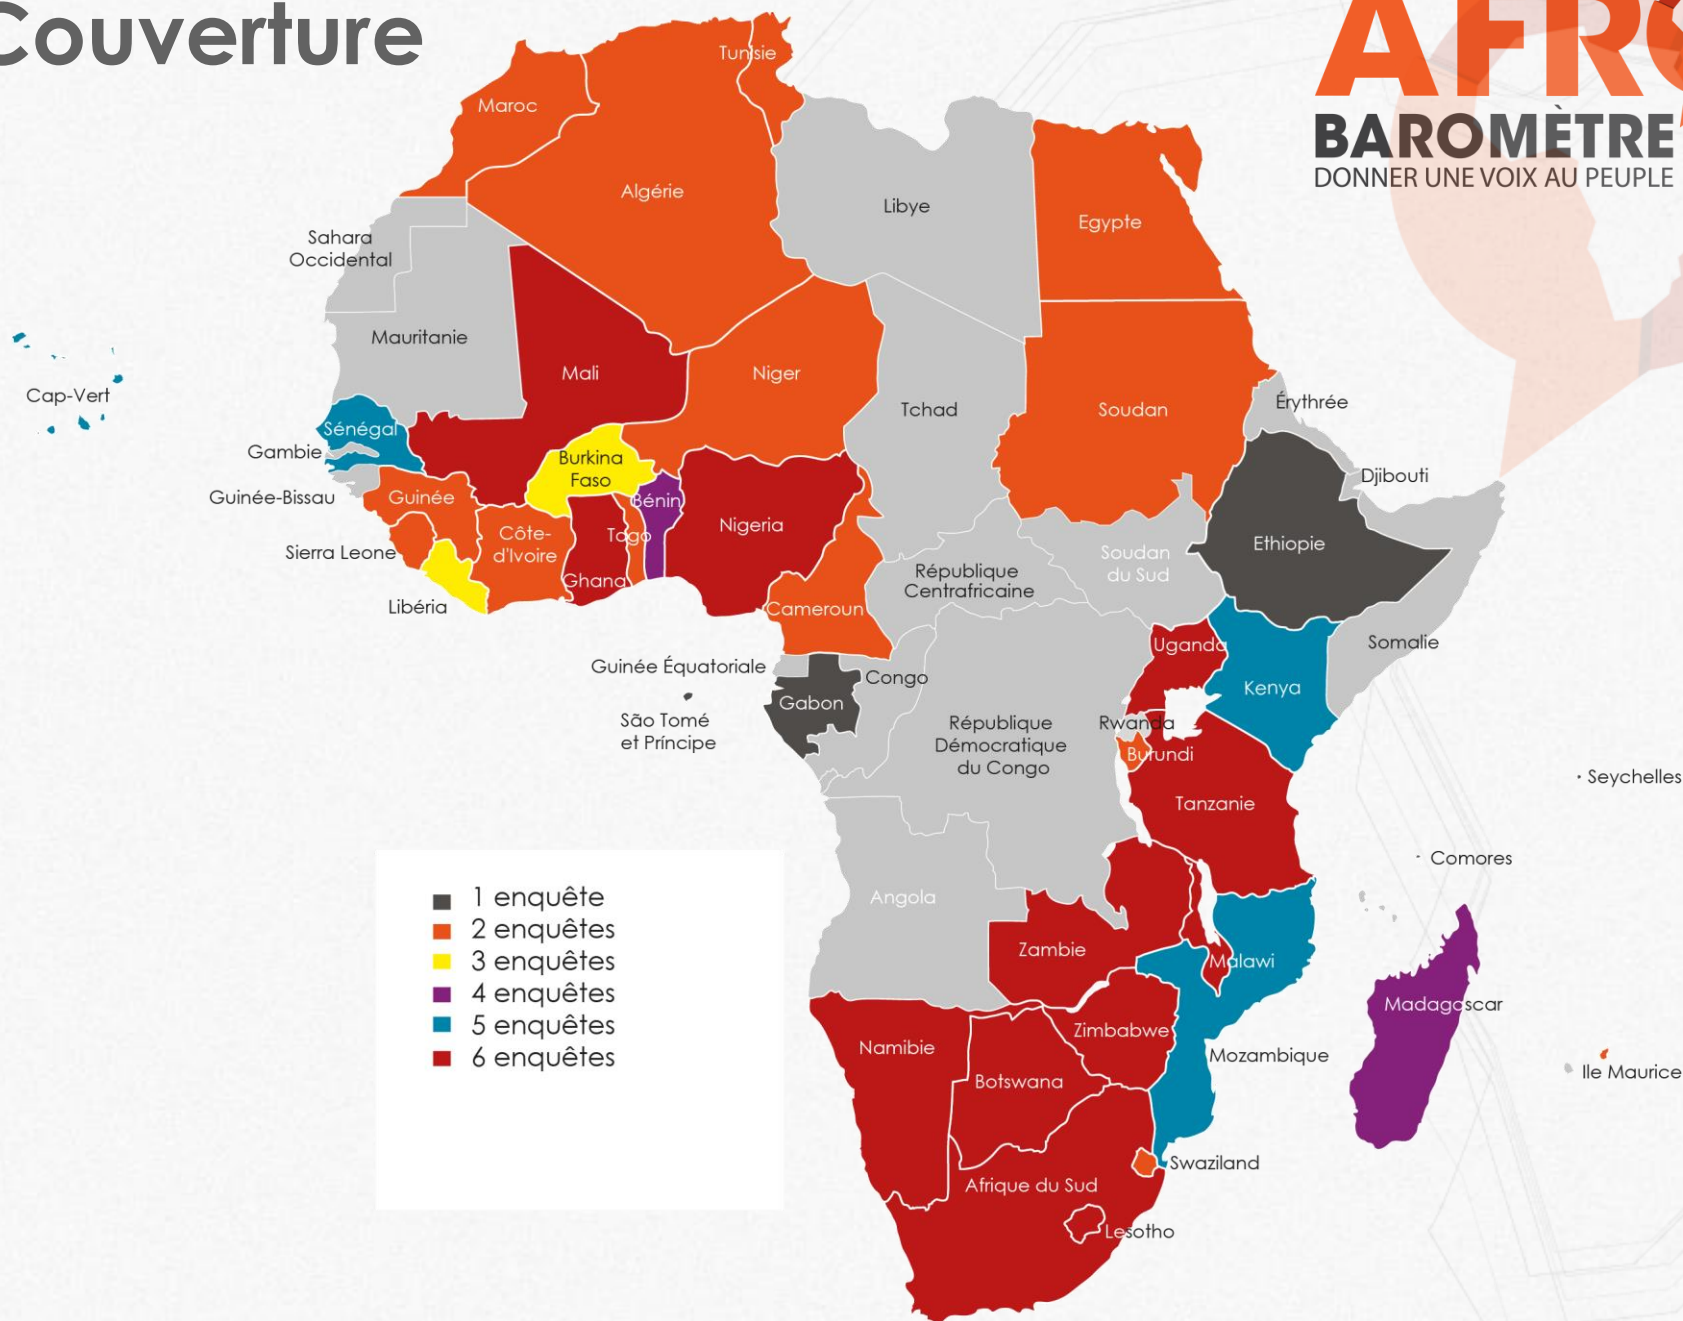 Couverture
AFRO
BAROMÈTRE
DONNER UNE VOIX AU PEUPLE
Tunisie
Maroc
Algérie
Libye
Egypte
Sahara
Occidental
Mauritanie
Mali
Niger
Tchad
Soudan
Érythrée
Cap-Vert
Sénégal
Gambie
Guinée-Bissau
Guinée
Burkina
Faso
Bénin
Djibouti
Sierra Leone
Côte-
d'Ivoire
Togo
Ghana
Nigeria
Ethiopie
Soudan
du Sud
République
Centrafricaine
Libéria
Cameroun
Somalie
Uganda
Guinée Équatoriale
Congo
Gabon
Kenya
São Tomé
et Príncipe
République
Démocratique
du Congo
Rwanda
Burundi
Tanzanie
Seychelles
Comores
Angola
Zambie
Malawi
Madagascar
Zimbabwe
Namibie
Botswana
Mozambique
Ile Maurice
Swaziland
Afrique du Sud
Lesotho
1 enquête
2 enquêtes
3 enquêtes
4 enquêtes
5 enquêtes
6 enquêtes